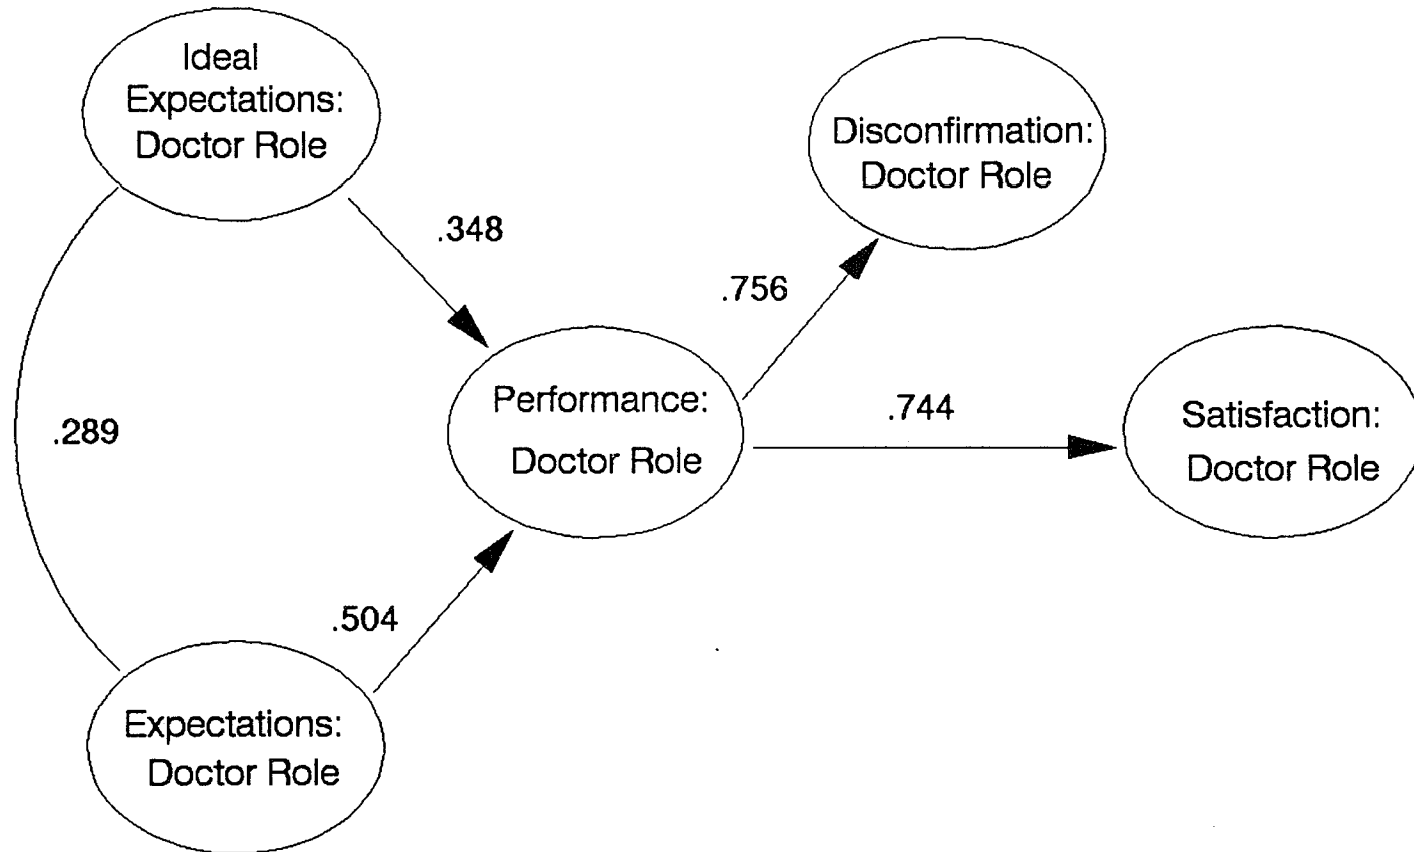 Ideal
Expectations:
Doctor Role
Disconfirmation:
Doctor Role
.348
.756
Performance:
Doctor Role
.744
Satisfaction:
Doctor Role
.289
.504
Expectations:
Doctor Role